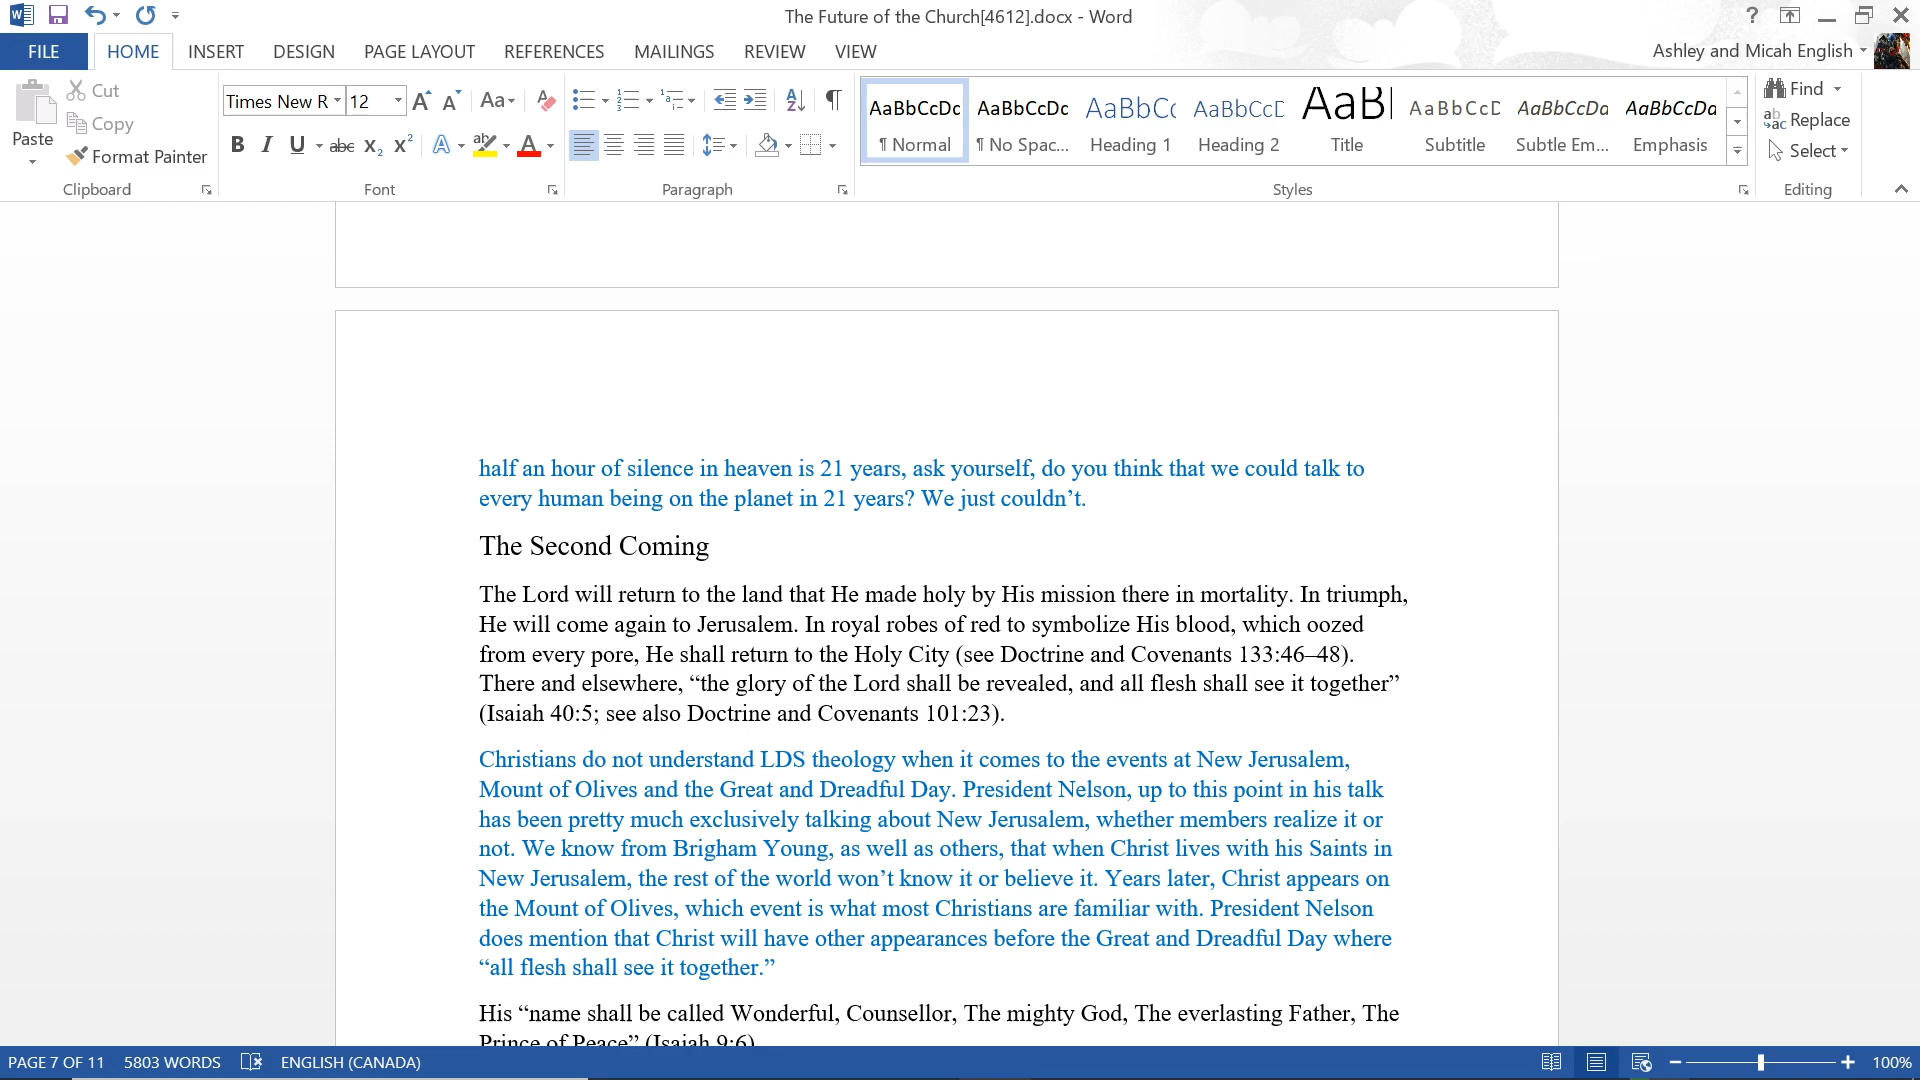 The Future of the Church[4612].docx - Word
?
FILE HOME INSERT DESIGN PAGE LAYOUT REFERENCES MAILINGS REVIEW VIEW Ashley and Micah English
Paste
Cut
Copy
Format Painter
Clipboard
Times New R 12
Aa
B I U abc X2 X2 A ab A
Font
Paragraph
AaBbCcDc AaBbCcDc AaBbCc AaBbCcD AaBl AaBbCcD AaBbCcDa AaBbCcDa
¶ Normal ¶ No Spac... Heading 1 Heading 2 Title Subtitle Subtle Em... Emphasis
Styles
Find
Replace
Select
Editing
half an hour of silence in heaven is 21 years, ask yourself, do you think that we could talk to
every human being on the planet in 21 years? We just couldn’t.
The Second Coming
The Lord will return to the land that He made holy by His mission there in mortality. In triumph,
He will come again to Jerusalem. In royal robes of red to symbolize His blood, which oozed
from every pore, He shall return to the Holy City (see Doctrine and Covenants 133:46–48).
There and elsewhere, “the glory of the Lord shall be revealed, and all flesh shall see it together”
(Isaiah 40:5; see also Doctrine and Covenants 101:23).
Christians do not understand LDS theology when it comes to the events at New Jerusalem,
Mount of Olives and the Great and Dreadful Day. President Nelson, up to this point in his talk
has been pretty much exclusively talking about New Jerusalem, whether members realize it or
not. We know from Brigham Young, as well as others, that when Christ lives with his Saints in
New Jerusalem, the rest of the world won’t know it or believe it. Years later, Christ appears on
the Mount of Olives, which event is what most Christians are familiar with. President Nelson
does mention that Christ will have other appearances before the Great and Dreadful Day where
“all flesh shall see it together.”
His “name shall be called Wonderful, Counsellor, The mighty God, The everlasting Father, The
Prince of Peace” (Isaiah 9:6)
PAGE 7 OF 11 5803 WORDS ENGLISH (CANADA) 100%